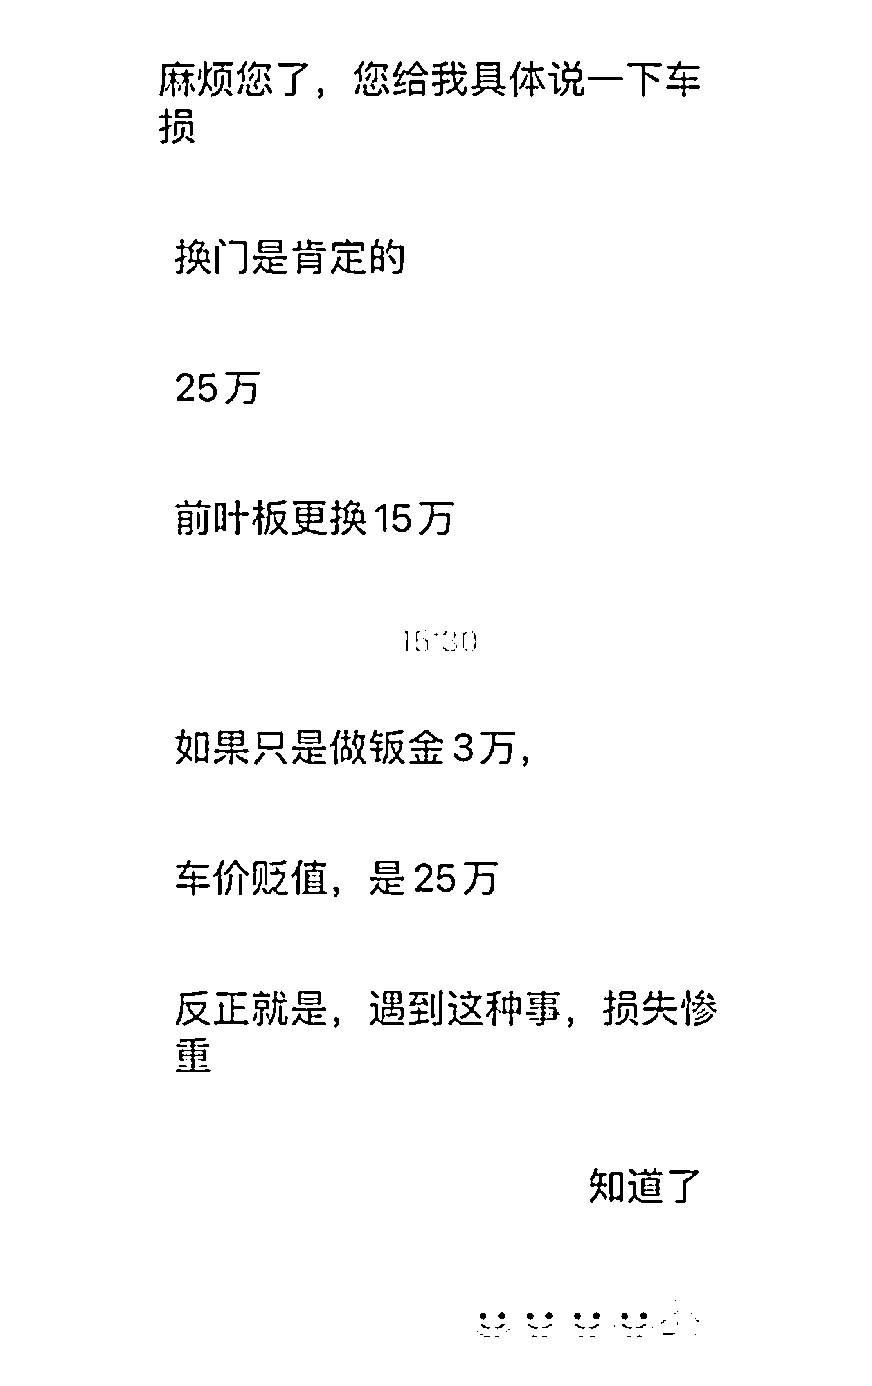 麻烦您了，您给我具体说一下车
损
换门是肯定的
25万
前叶板更换15万
15:30
如果只是做钣金3万，
车价贬值，是25万
反正就是，遇到这种事，损失惨
重
知道了